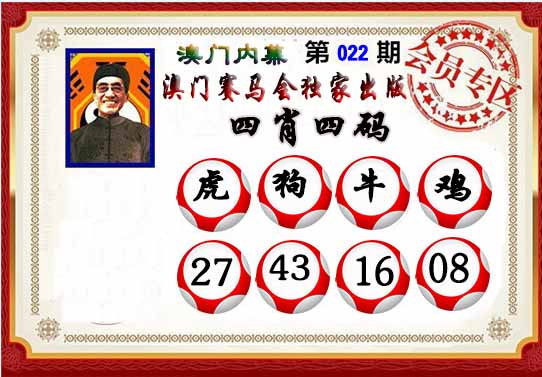 澳门内幕 第022期
会员专区
澳门赛马会独家出版
四肖四码
虎 狗 牛 鸡
27 43 16 08